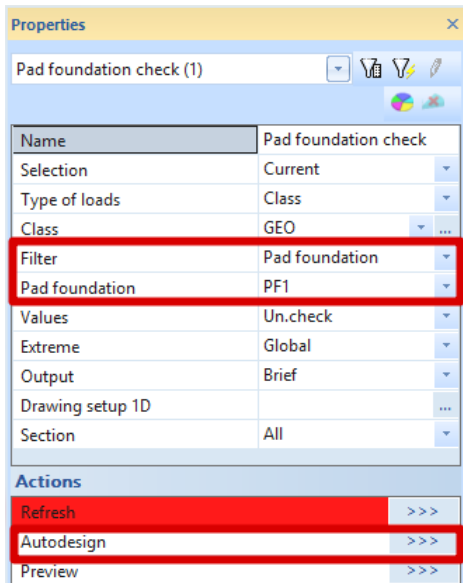 Properties
Pad foundation check (1)
Name Pad foundation check
Selection Current
Type of loads Class
Class GEO ...
Filter Pad foundation
Pad foundation PF1
Values Un.check
Extreme Global
Output Brief
Drawing setup 1D ...
Section All
Actions
Refresh >>>
Autodesign >>>
Preview >>>